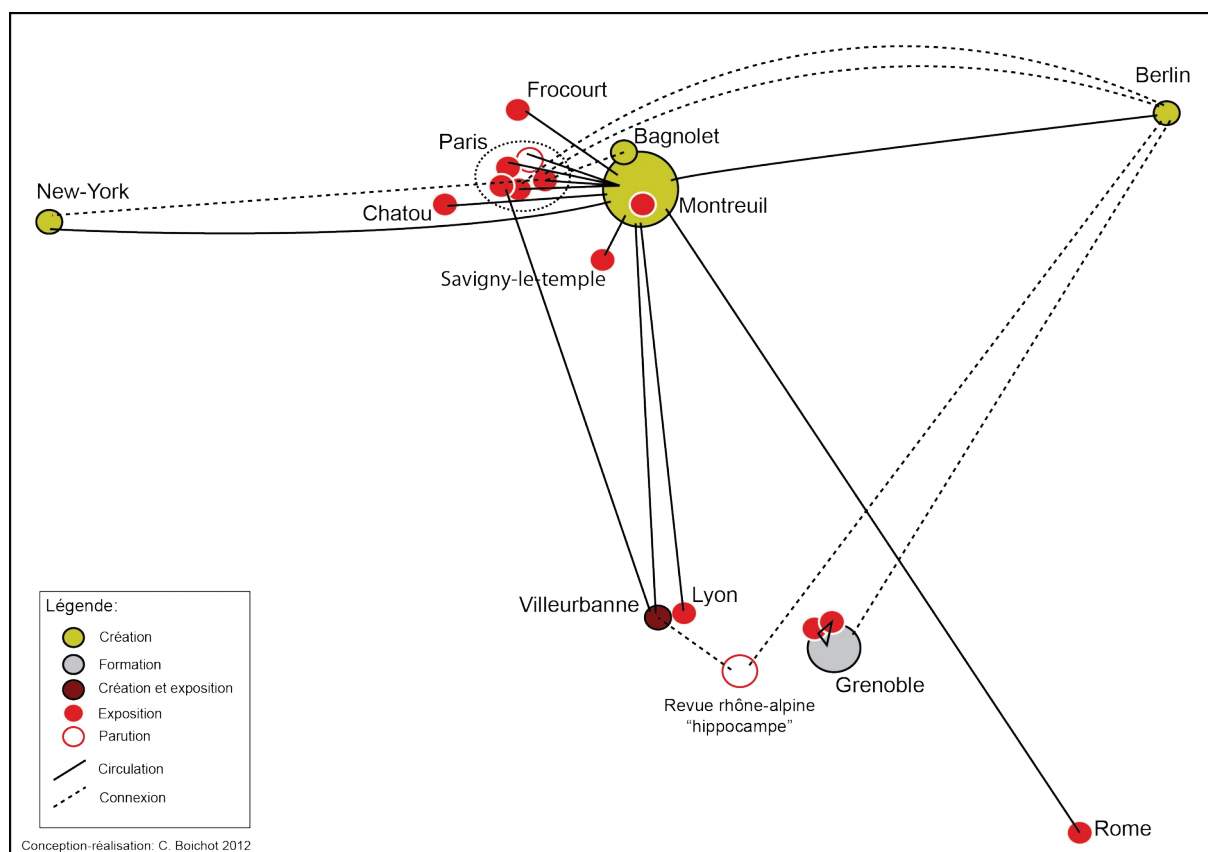 Frocourt
Berlin
Paris
Bagnolet
New-York
Chatou
Montreuil
Savigny-le-temple
Villeurbanne
Lyon
Grenoble
Revue rhône-alpine
“hippocampe”
Rome
Légende:
Création
Formation
Création et exposition
Exposition
Parution
Circulation
Connexion
Conception-réalisation: C. Boichot 2012